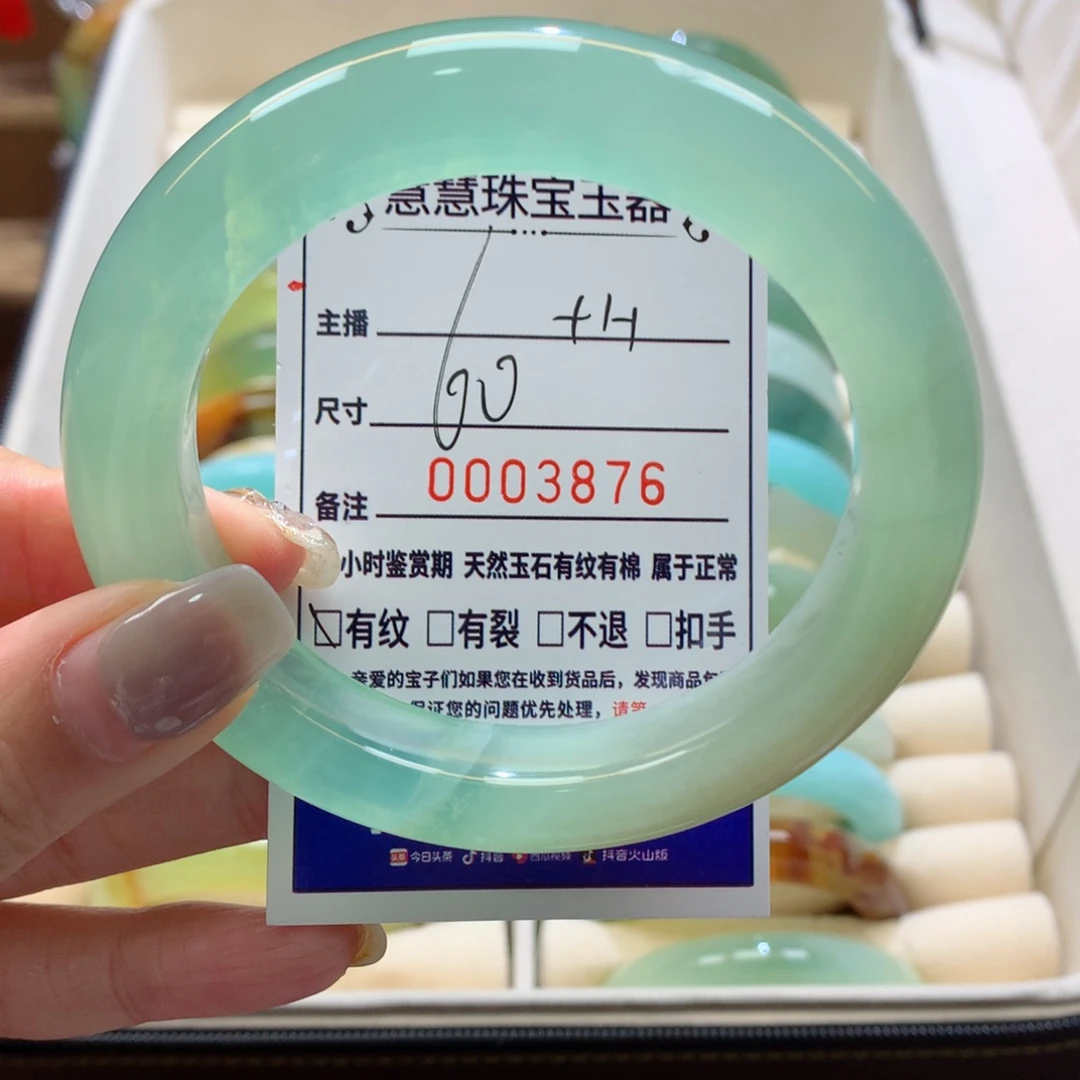 慧慧珠宝玉器
主播
尺寸 60
备注 0003876
小时鉴赏期 天然玉石有纹有棉 属于正常
□有纹 □有裂 □不退 □扣手
亲爱的宝子们如果您在收到货品后，发现商品包
保证您的问题优先处理，请签
今日头条 抖音 西瓜视频 抖音火山版